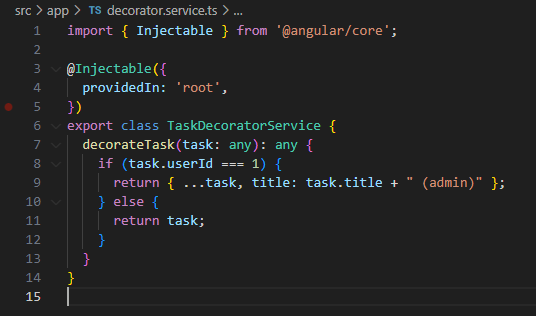 src > app > TS decorator.service.ts > ...
1 import { Injectable } from '@angular/core';
2
3 @Injectable({
4   providedIn: 'root',
5 })
6 export class TaskDecoratorService {
7   decorateTask(task: any): any {
8     if (task.userId === 1) {
9       return { ...task, title: task.title + " (admin)" };
10     } else {
11       return task;
12     }
13   }
14 }
15